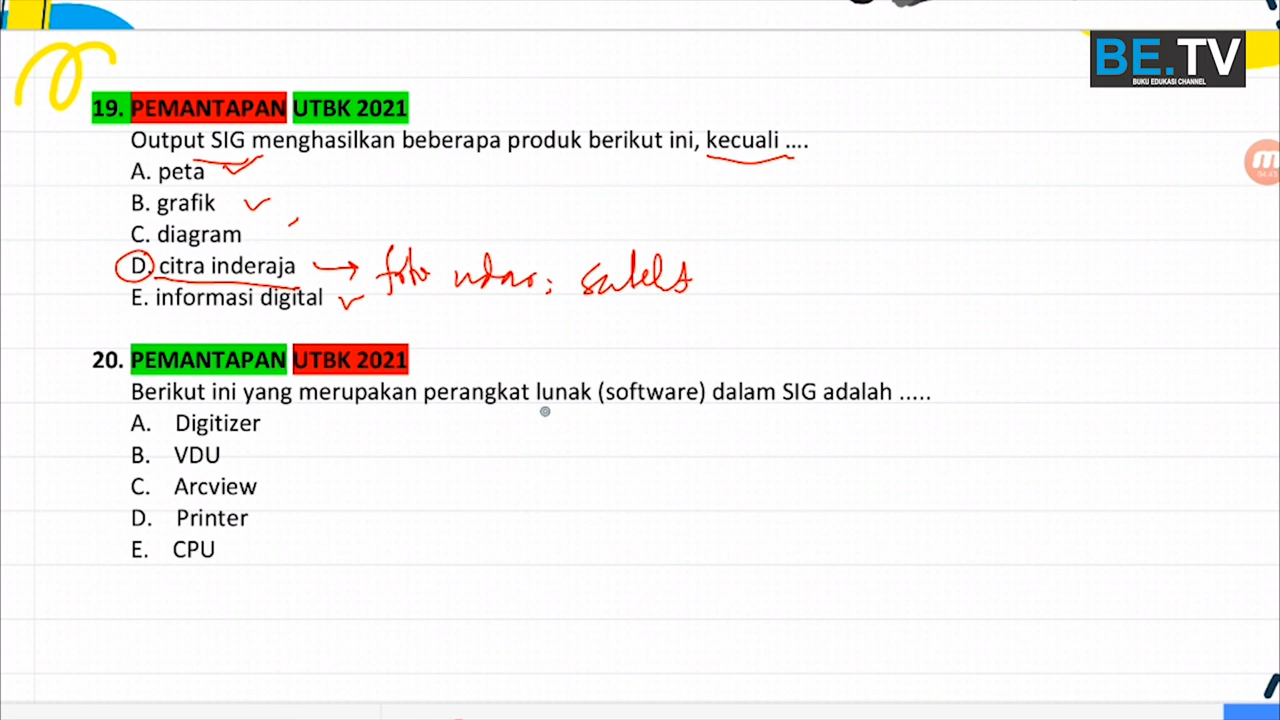 BE.TV
BUKU EDUKASI CHANNEL
19. PEMANTAPAN UTBK 2021
Output SIG menghasilkan beberapa produk berikut ini, kecuali ....
A. peta
B. grafik
C. diagram
D. citra inderaja → foto udara;
E. informasi digital
20. PEMANTAPAN UTBK 2021
Berikut ini yang merupakan perangkat lunak (software) dalam SIG adalah .....
A. Digitizer
B. VDU
C. Arcview
D. Printer
E. CPU